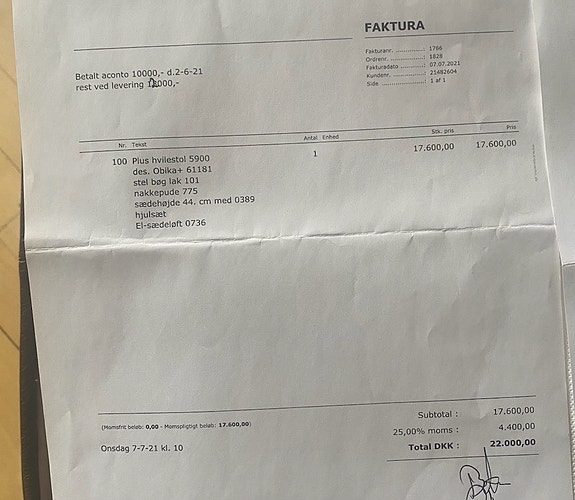 FAKTURA
Fakturanr. ..............: 1766
Ordrenr. ................: 1828
Fakturadato ...........: 07.07.2021
Kundenr. ...............: 21482604
Side .....................: 1 af 1
Betalt aconto 10000,- d.2-6-21
rest ved levering 12000,-
Nr. Tekst Antal Enhed Stk. pris Pris
100 Plus hvilestol 5900 1 17.600,00 17.600,00
des. Obika+ 61181
stel bøg lak 101
nakkepude 775
sædehøjde 44. cm med 0389
hjulsæt
El-sædeløft 0736
Subtotal : 17.600,00
(Momsfrit beløb: 0,00 - Momspligtigt beløb: 17.600,00)
25,00% moms : 4.400,00
Onsdag 7-7-21 kl. 10
Total DKK : 22.000,00